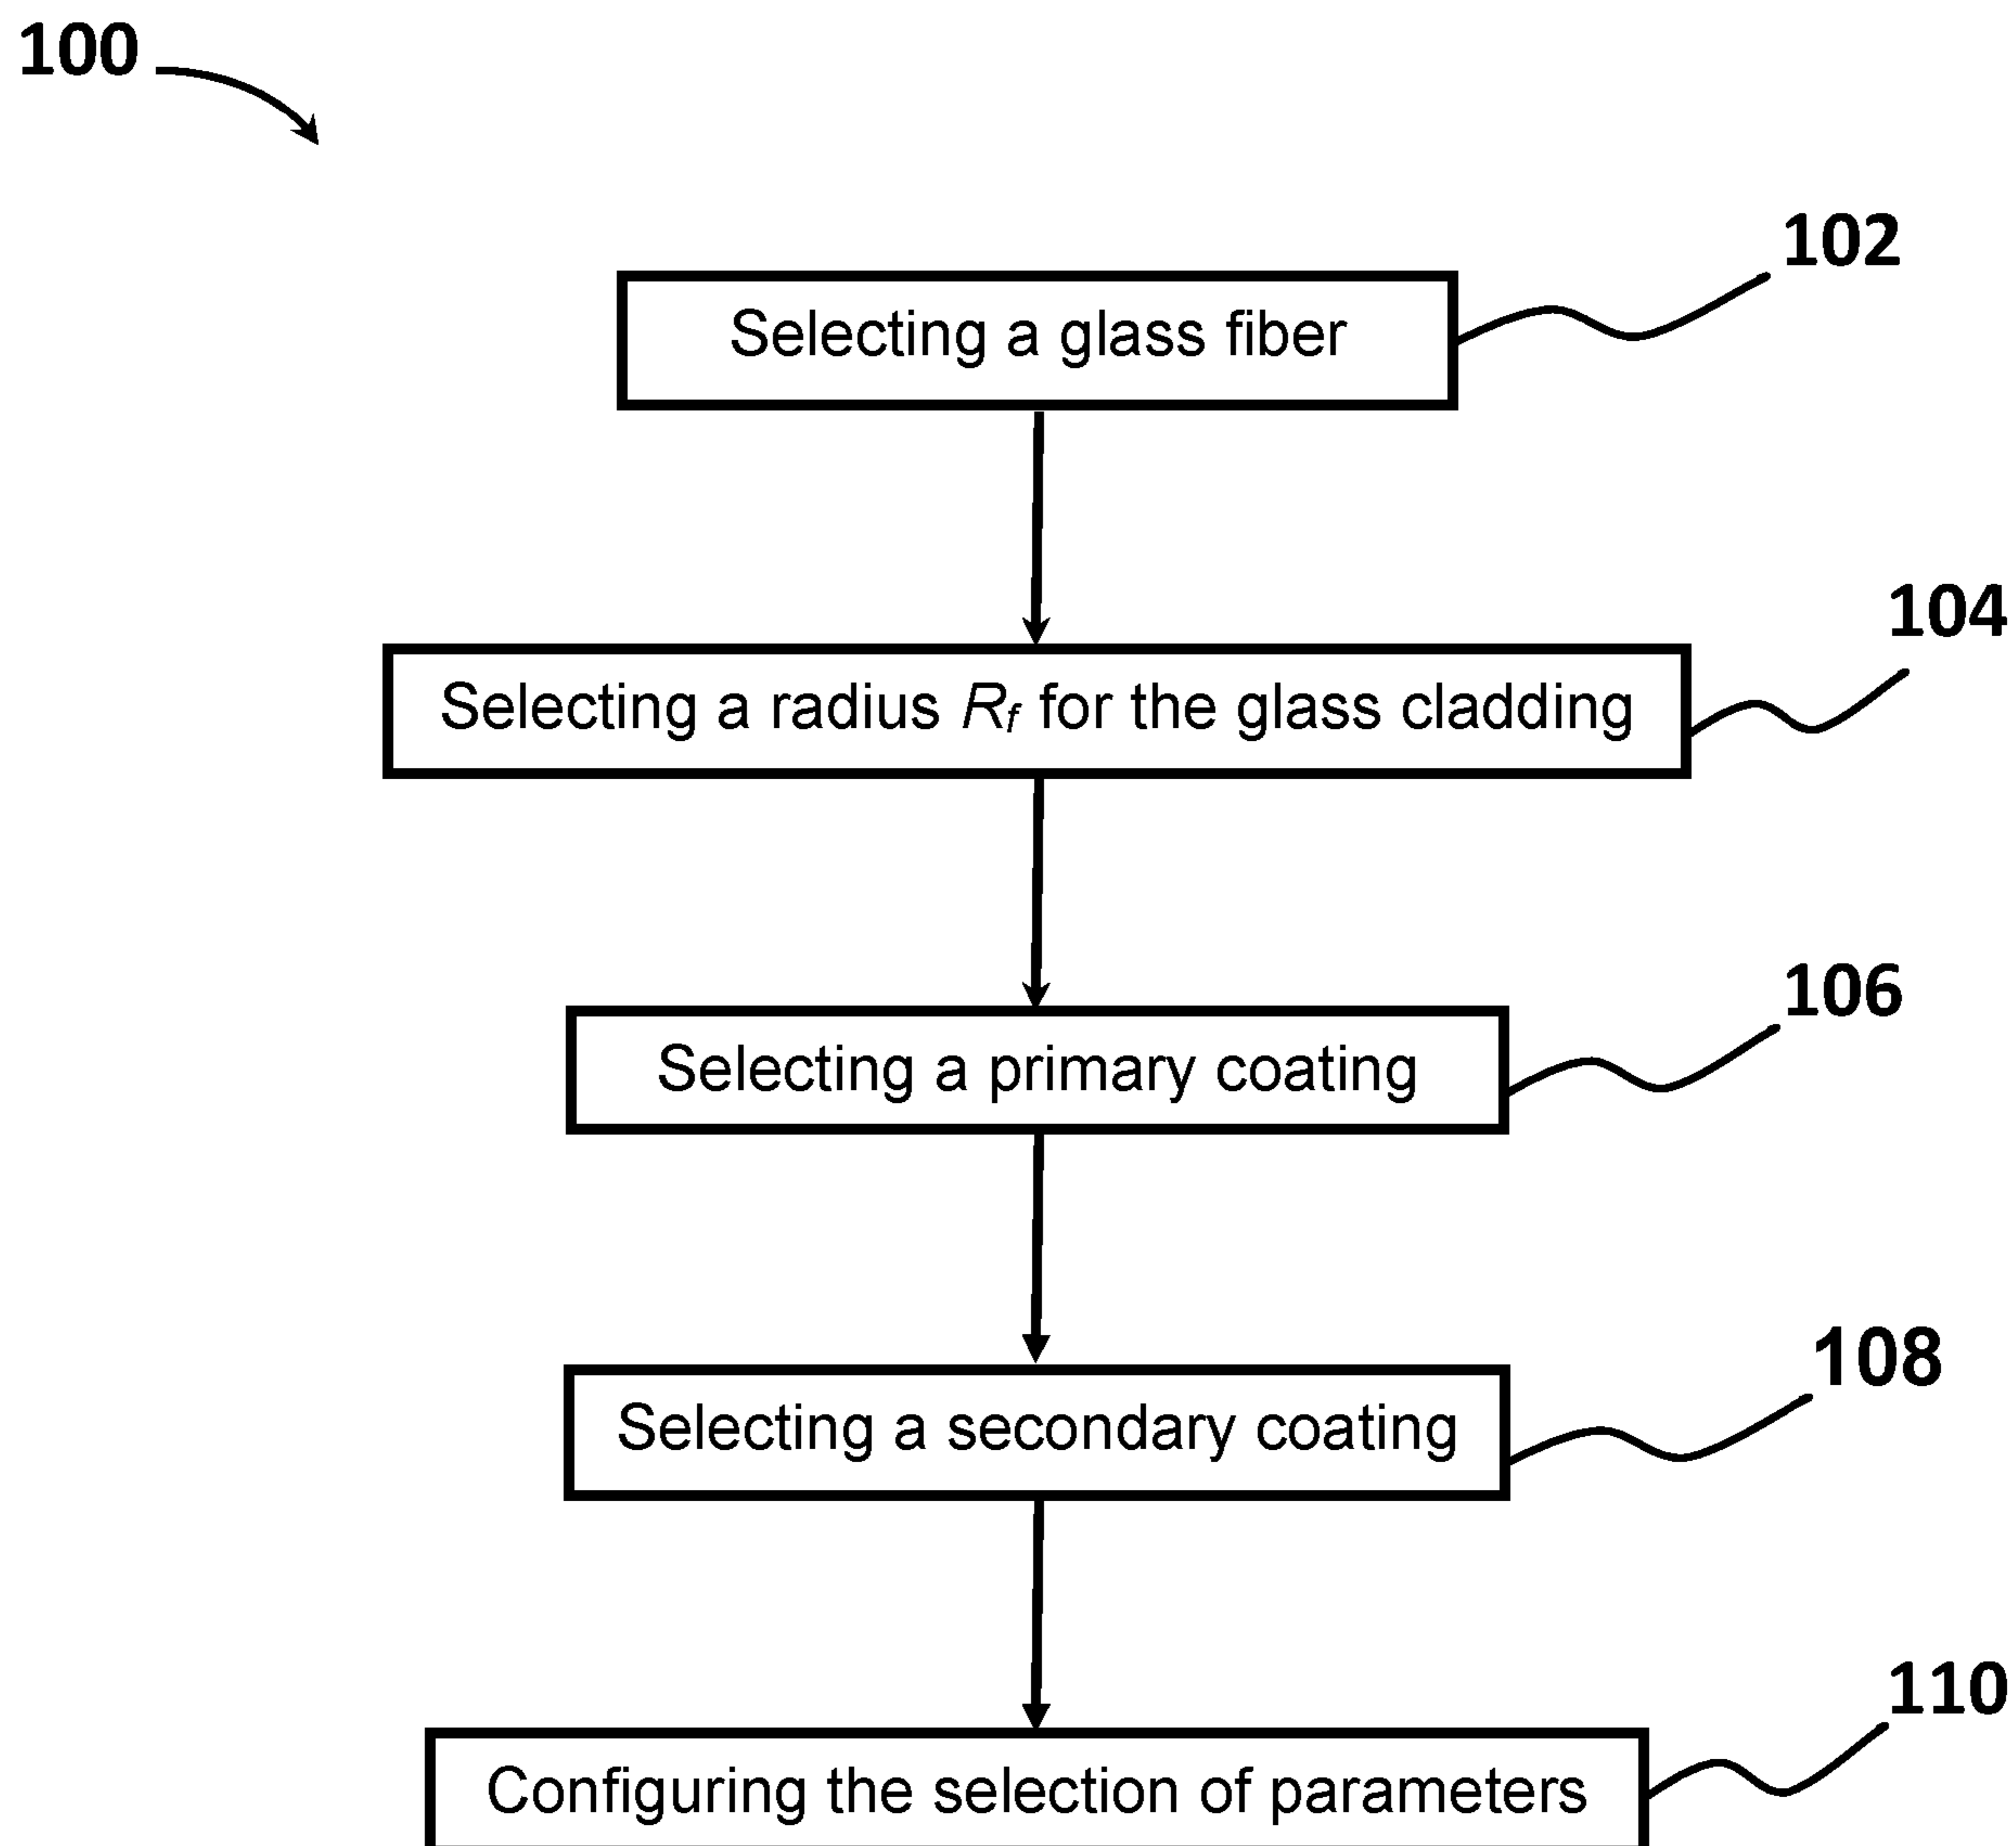 100
102
Selecting a glass fiber
104
Selecting a radius Rf for the glass cladding
106
Selecting a primary coating
108
Selecting a secondary coating
110
Configuring the selection of parameters